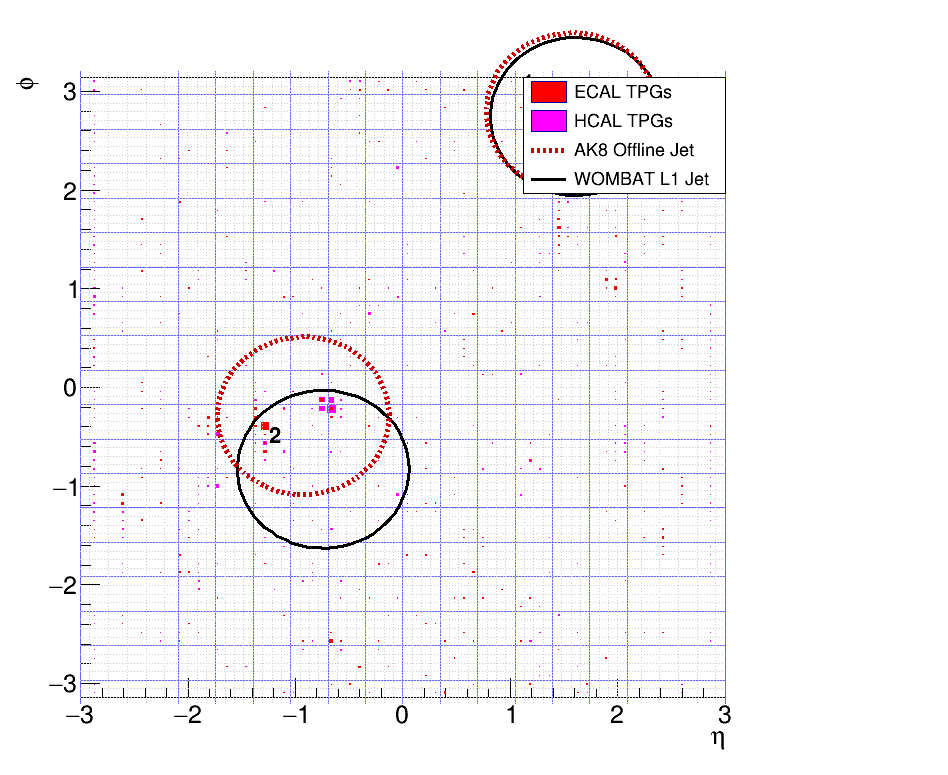 ϕ
3
2
1
0
−1
−2
−3
ECAL TPGs
HCAL TPGs
AK8 Offline Jet
WOMBAT L1 Jet
2
−3 −2 −1 0 1 2 3
η